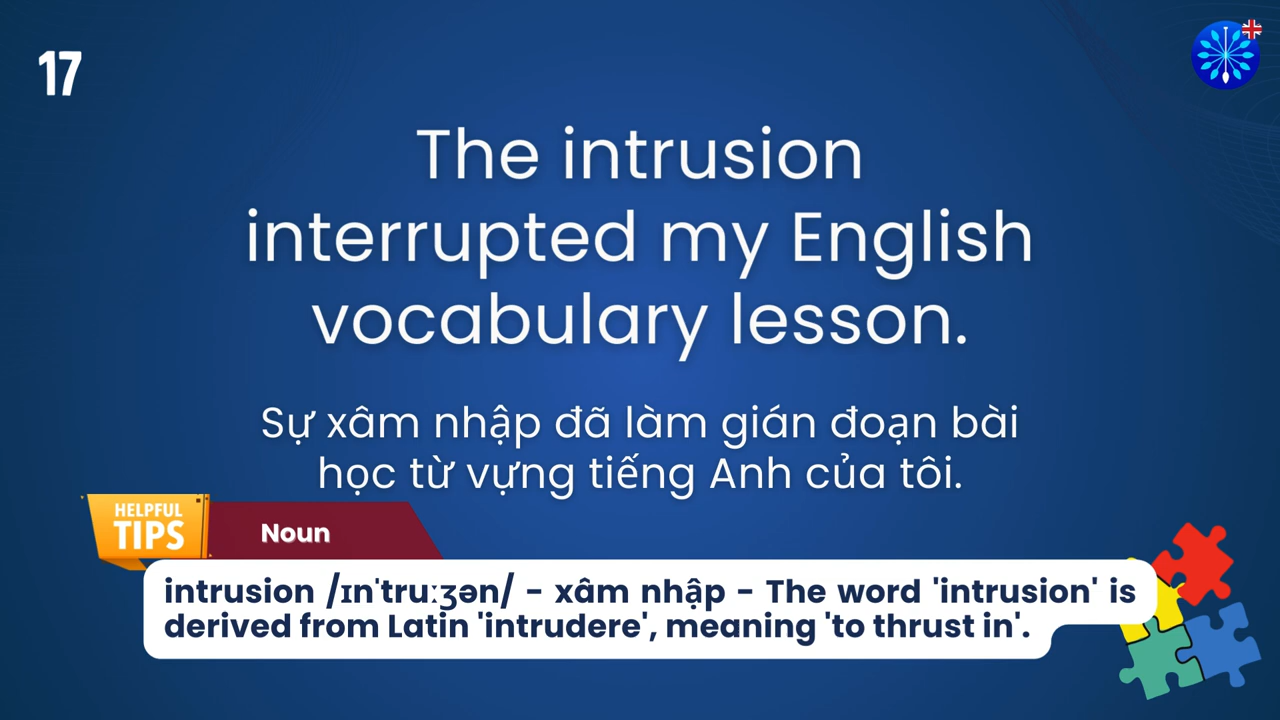 17
The intrusion
interrupted my English
vocabulary lesson.
Sự xâm nhập đã làm gián đoạn bài
học từ vựng tiếng Anh của tôi.
HELPFUL
TIPS
Noun
intrusion /ɪnˈtruːʒən/ - xâm nhập - The word 'intrusion' is
derived from Latin 'intrudere', meaning 'to thrust in'.